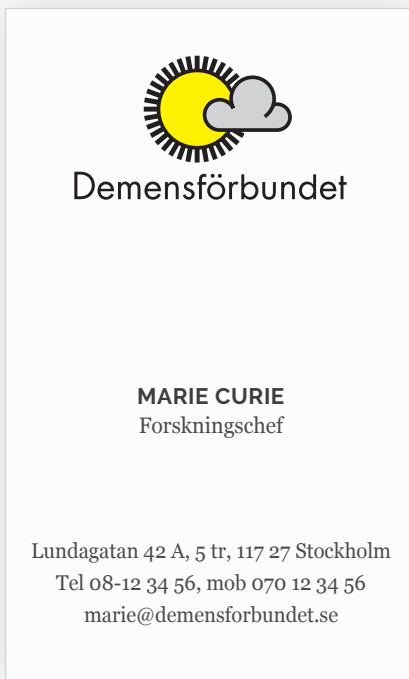 Demensförbundet
MARIE CURIE
Forskningschef
Lundagatan 42 A, 5 tr, 117 27 Stockholm
Tel 08-12 34 56, mob 070 12 34 56
marie@demensforbundet.se